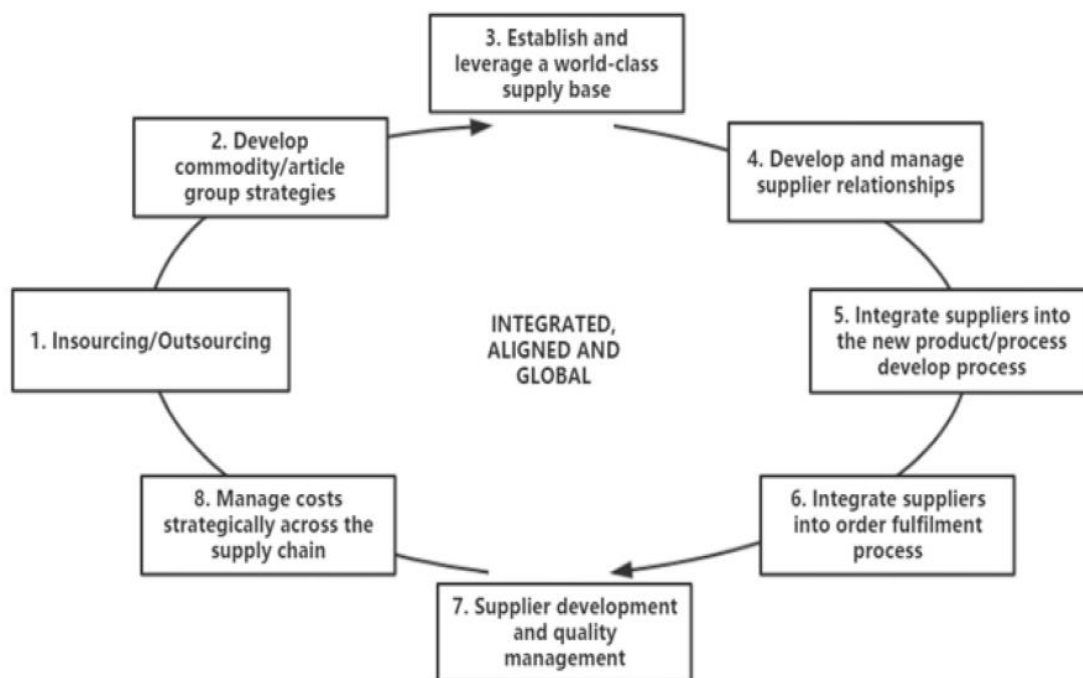 3. Establish and
leverage a world-class
supply base
2. Develop
commodity/article
group strategies
4. Develop and manage
supplier relationships
1. Insourcing/Outsourcing
INTEGRATED,
ALIGNED AND
GLOBAL
5. Integrate suppliers into
the new product/process
develop process
8. Manage costs
strategically across the
supply chain
6. Integrate suppliers
into order fulfilment
process
7. Supplier development
and quality
management